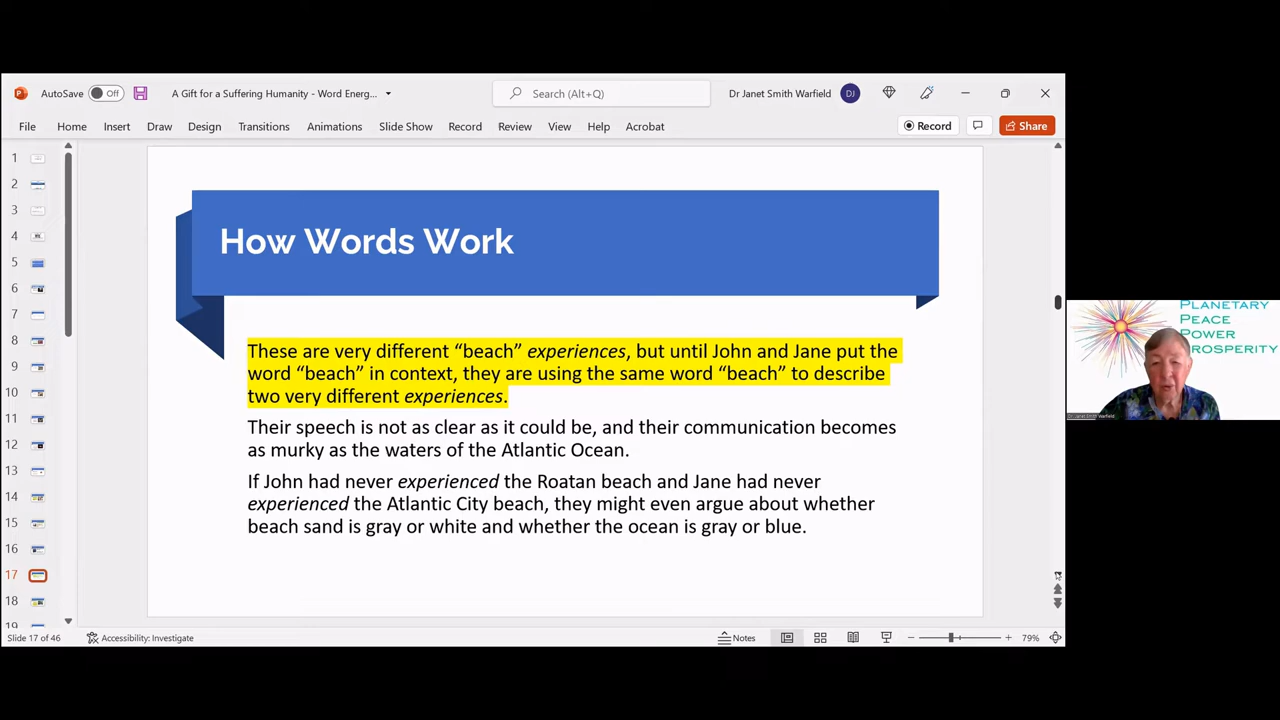 AutoSave Off A Gift for a Suffering Humanity - Word Energ... Search (Alt+Q) Dr Janet Smith Warfield DJ
File Home Insert Draw Design Transitions Animations Slide Show Record Review View Help Acrobat Record Share
1
2
3
4
5
6
7
8
9
10
11
12
13
14
15
16
17
18
19
How Words Work
These are very different “beach” experiences, but until John and Jane put the
word “beach” in context, they are using the same word “beach” to describe
two very different experiences.
Their speech is not as clear as it could be, and their communication becomes
as murky as the waters of the Atlantic Ocean.
If John had never experienced the Roatan beach and Jane had never
experienced the Atlantic City beach, they might even argue about whether
beach sand is gray or white and whether the ocean is gray or blue.
PLANETARY
PEACE
POWER
PROSPERITY
Dr. Janet Smith Warfield
Slide 17 of 46 Accessibility: Investigate Notes 79%